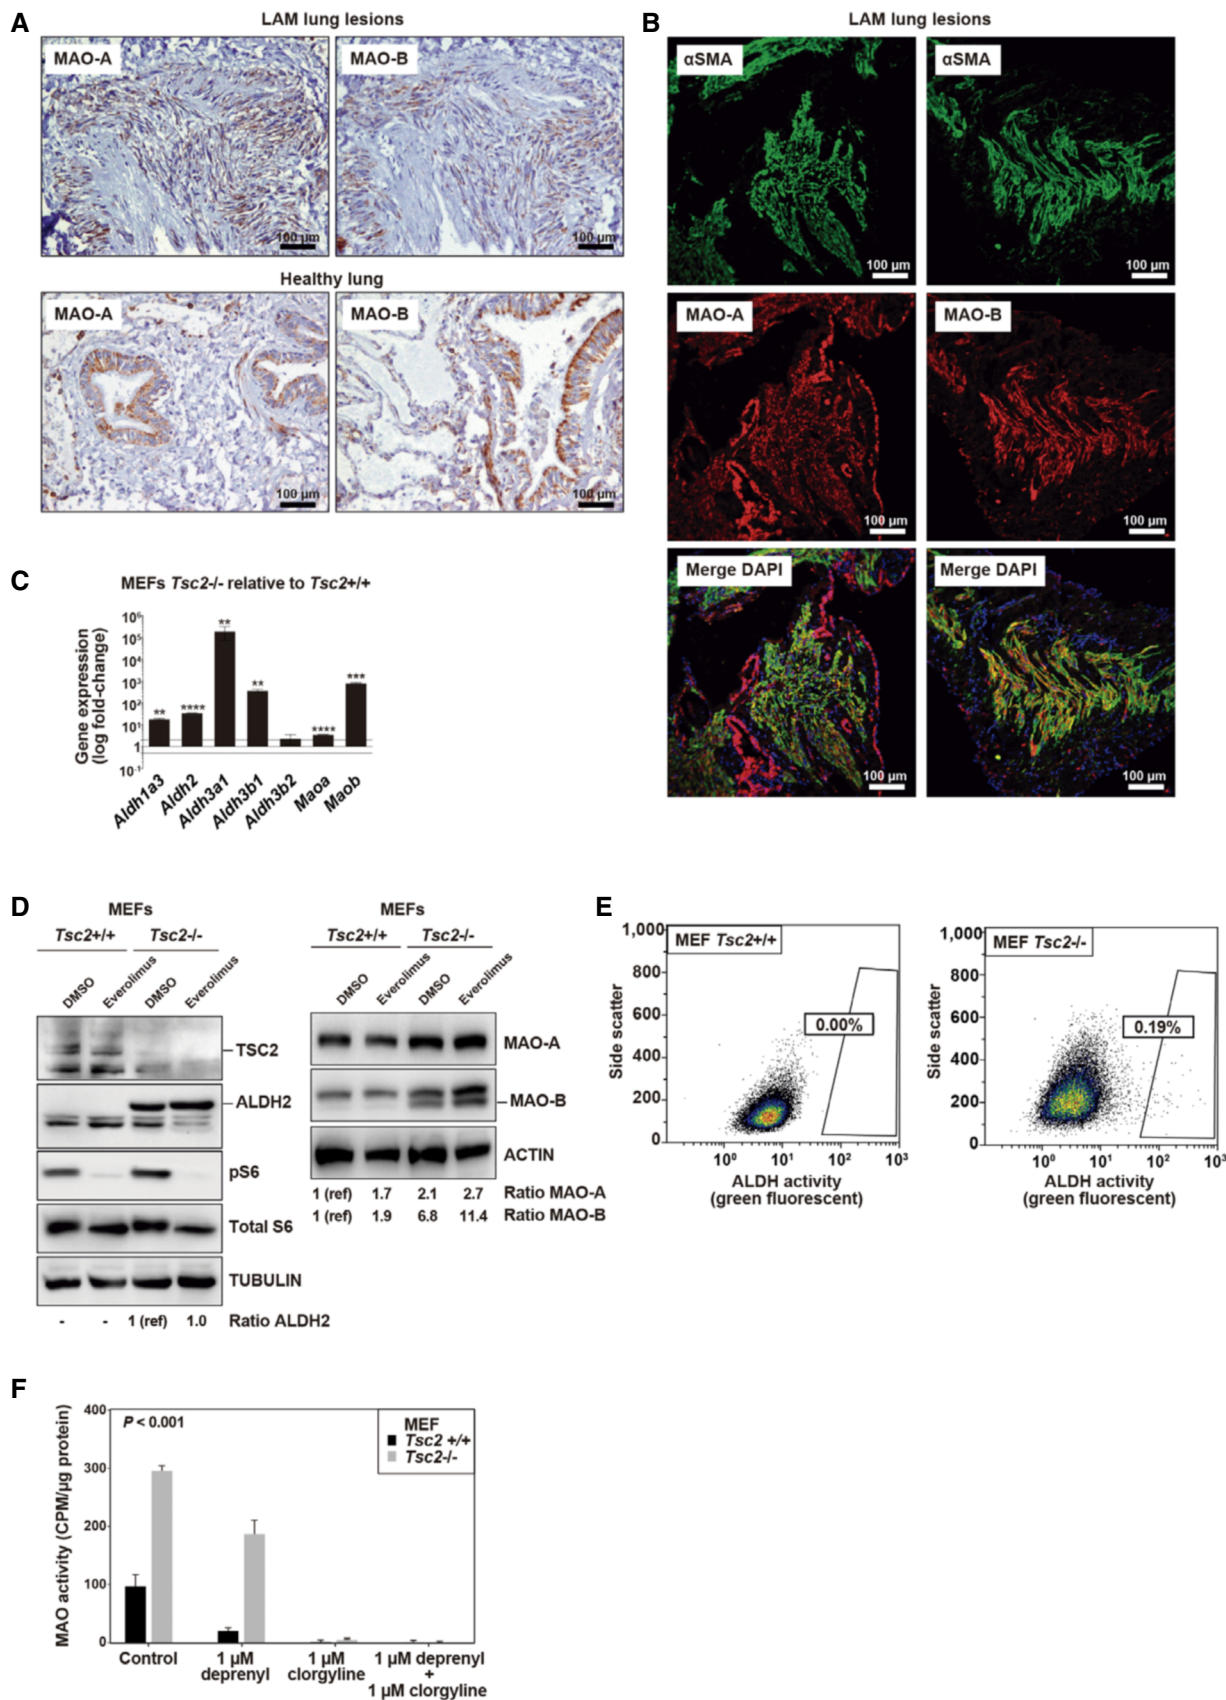 A
LAM lung lesions
MAO-A
MAO-B
100 µm
100 µm
Healthy lung
MAO-A
MAO-B
100 µm
100 µm
B
LAM lung lesions
αSMA
αSMA
100 µm
100 µm
MAO-A
MAO-B
100 µm
100 µm
Merge DAPI
Merge DAPI
100 µm
100 µm
C
MEFs Tsc2-/- relative to Tsc2+/+
Gene expression
(log fold-change)
10⁶
10⁵
10³
10²
10¹
1
10⁻¹
**
****
**
**
****
***
Aldh1a3
Aldh2
Aldh3a1
Aldh3b1
Aldh3b2
Maoa
Maob
D
MEFs
Tsc2+/+ Tsc2-/-
DMSO
Everolimus
DMSO
Everolimus
TSC2
ALDH2
pS6
Total S6
TUBULIN
- - 1 (ref) 1.0 Ratio ALDH2
MEFs
Tsc2+/+ Tsc2-/-
DMSO
Everolimus
DMSO
Everolimus
MAO-A
MAO-B
ACTIN
1 (ref) 1.7 2.1 2.7 Ratio MAO-A
1 (ref) 1.9 6.8 11.4 Ratio MAO-B
E
MEF Tsc2+/+
Side scatter
1,000
800
600
400
200
0
0.00%
10⁰ 10¹ 10² 10³
ALDH activity
(green fluorescent)
MEF Tsc2-/-
Side scatter
1,000
800
600
400
200
0
0.19%
10⁰ 10¹ 10² 10³
ALDH activity
(green fluorescent)
F
MAO activity (CPM/µg protein)
400
300
200
100
0
P < 0.001
MEF
Tsc2 +/+
Tsc2-/-
Control
1 µM
deprenyl
1 µM
clorgyline
1 µM deprenyl
+
1 µM clorgyline